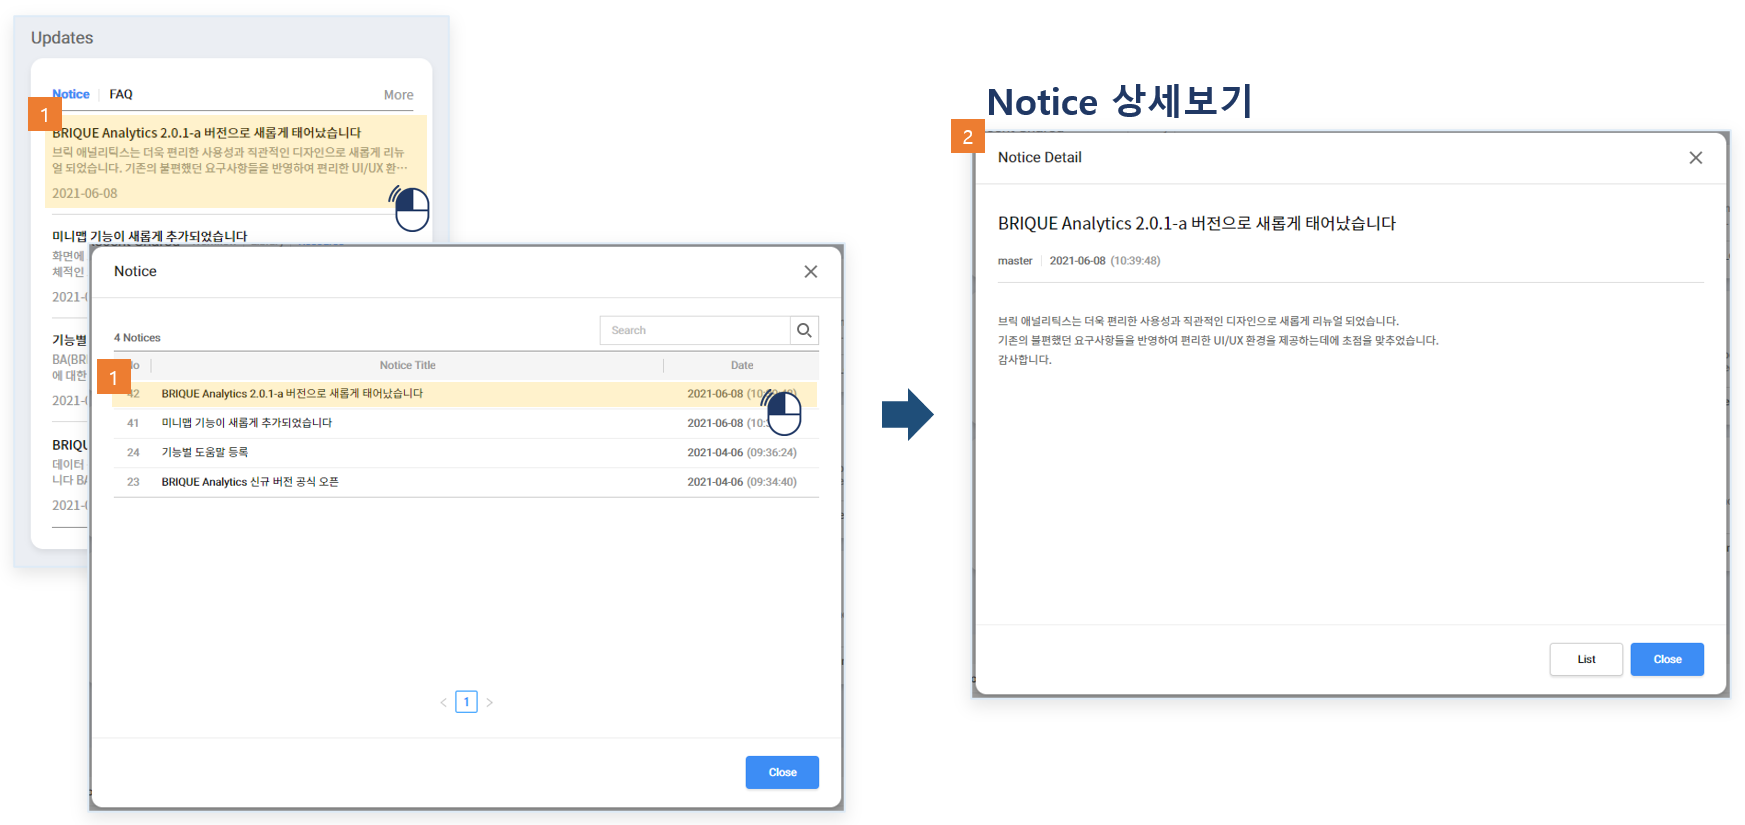 Updates
Notice FAQ More
1
BRIQUE Analytics 2.0.1-a 버전으로 새롭게 태어났습니다
브릭 애널리틱스는 더욱 편리한 사용성과 직관적인 디자인으로 새롭게 리뉴
얼 되었습니다. 기존의 불편했던 요구사항들을 반영하여 편리한 UI/UX 환…
2021-06-08
미니맵 기능이 새롭게 추가되었습니다
화면에
체적인
2021-
기능별
BA(BRI
에 대한
2021-
BRIQU
데이터
니다 BA
2021-
Notice
4 Notices
Search
No Notice Title Date
1
42 BRIQUE Analytics 2.0.1-a 버전으로 새롭게 태어났습니다 2021-06-08
41 미니맵 기능이 새롭게 추가되었습니다 2021-06-08 (10:
24 기능벌 도움말 등록 2021-04-06 (09:36:24)
23 BRIQUE Analytics 신규 버전 공식 오픈 2021-04-06 (09:34:40)
< 1 >
Close
Notice 상세보기
2
Notice Detail
BRIQUE Analytics 2.0.1-a 버전으로 새롭게 태어났습니다
master 2021-06-08 (10:39:48)
브릭 애널리틱스는 더욱 편리한 사용성과 직관적인 디자인으로 새롭게 리뉴얼 되었습니다.
기존의 불편했던 요구사항들을 반영하여 편리한 UI/UX 환경을 제공하는데에 초점을 맞추었습니다.
감사합니다.
List Close